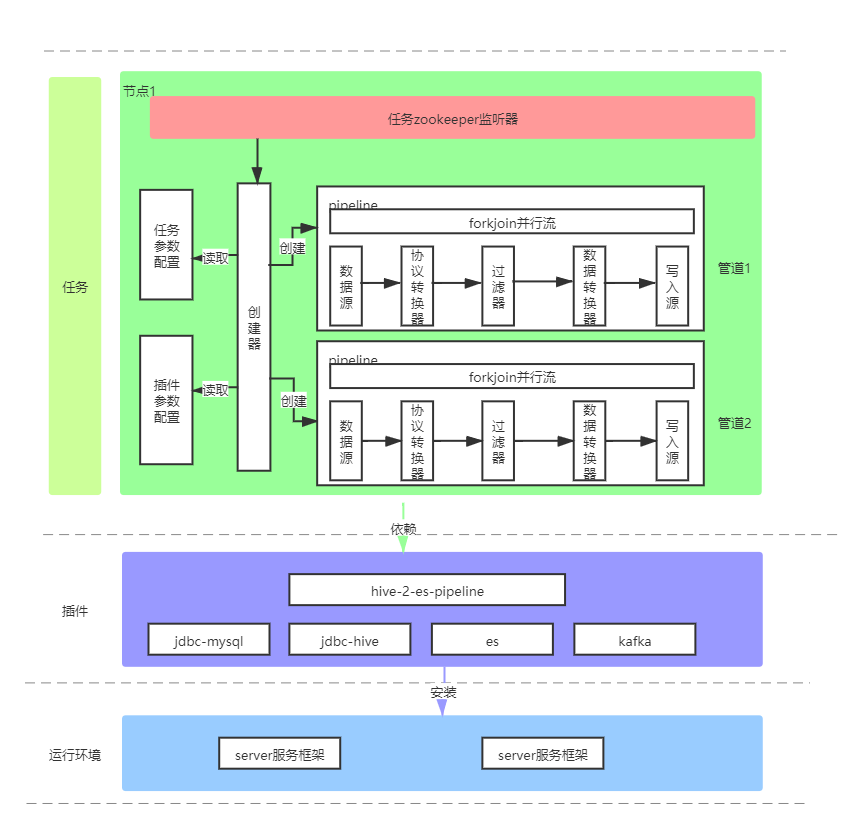 节点1
任务zookeeper监听器
任务
任务
参数
配置
读取
插件
参数
配置
读取
创
建
器
创建
创建
pipeline
forkjoin并行流
数
据
源
协
议
转
换
器
过
滤
器
数
据
转
换
器
写
入
源
管道1
pipeline
forkjoin并行流
数
据
源
协
议
转
换
器
过
滤
器
数
据
转
换
器
写
入
源
管道2
依赖
插件
hive-2-es-pipeline
jdbc-mysql
jdbc-hive
es
kafka
安装
运行环境
server服务框架
server服务框架